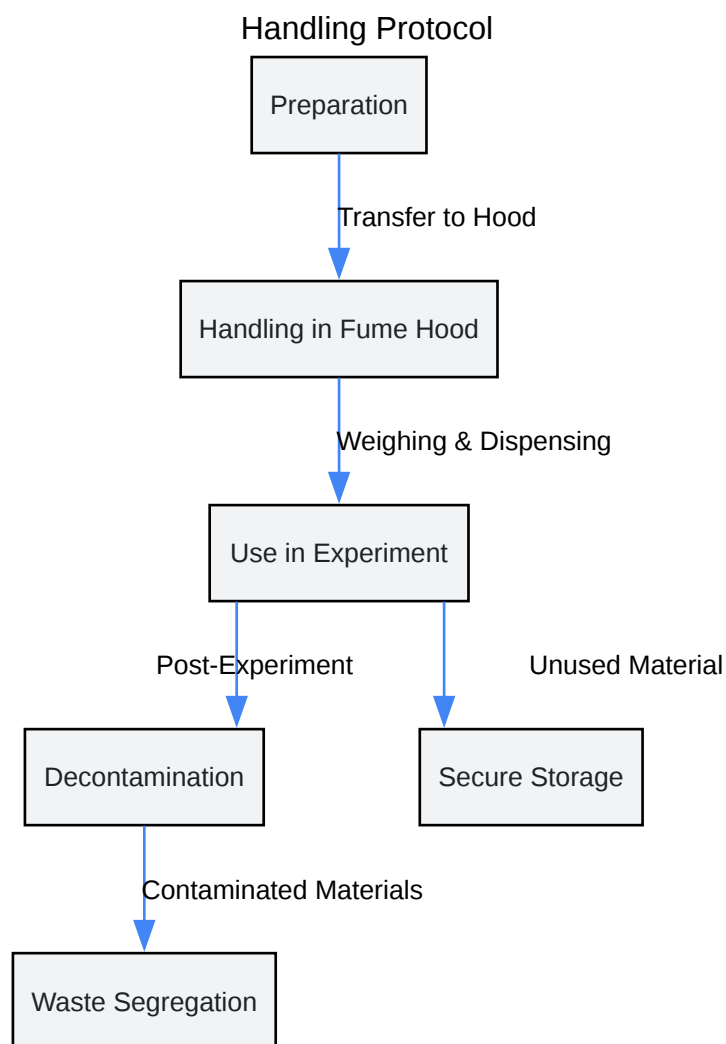 Handling Protocol
Preparation
Transfer to Hood
Handling in Fume Hood
Weighing & Dispensing
Use in Experiment
Post-Experiment
Unused Material
Decontamination
Secure Storage
Contaminated Materials
Waste Segregation